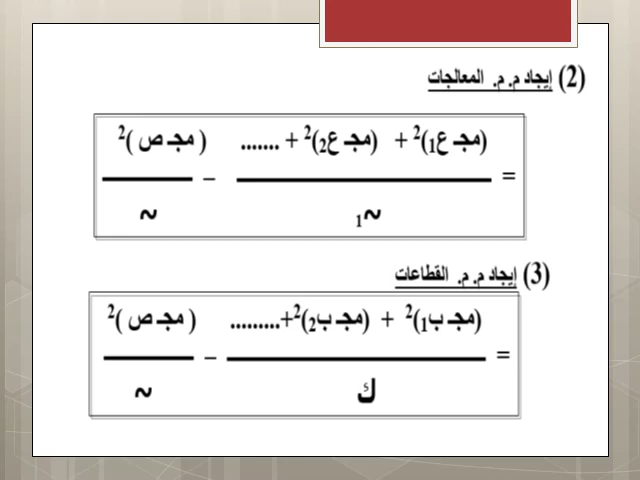 (2) إيجاد م. م. المعالجات
= (مجـ ع1)2 + (مجـ ع2)2 + ....... – ( مجـ ص )2
~1 ~
(3) إيجاد م. م. القطاعات
= (مجـ ب1)2 + (مجـ ب2)2+......... – ( مجـ ص )2
ك ~